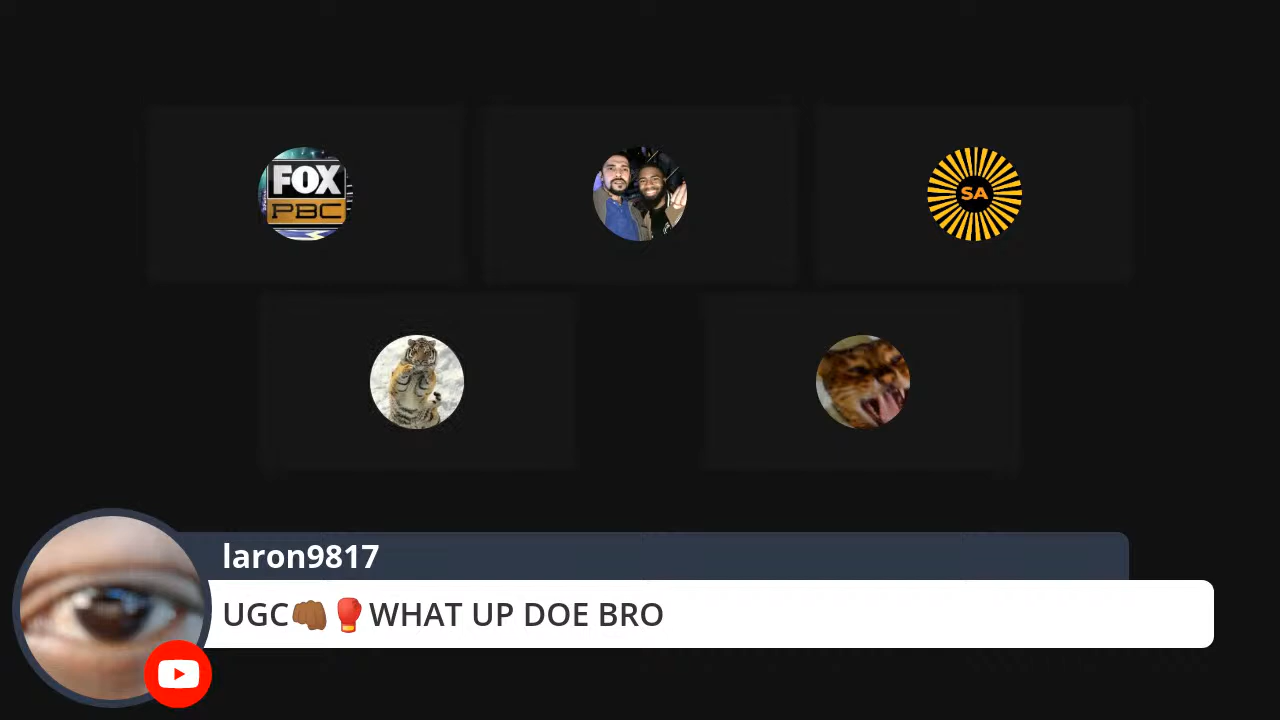 FOX
PBC
SA
laron9817
UGC👊🏾🥊WHAT UP DOE BRO